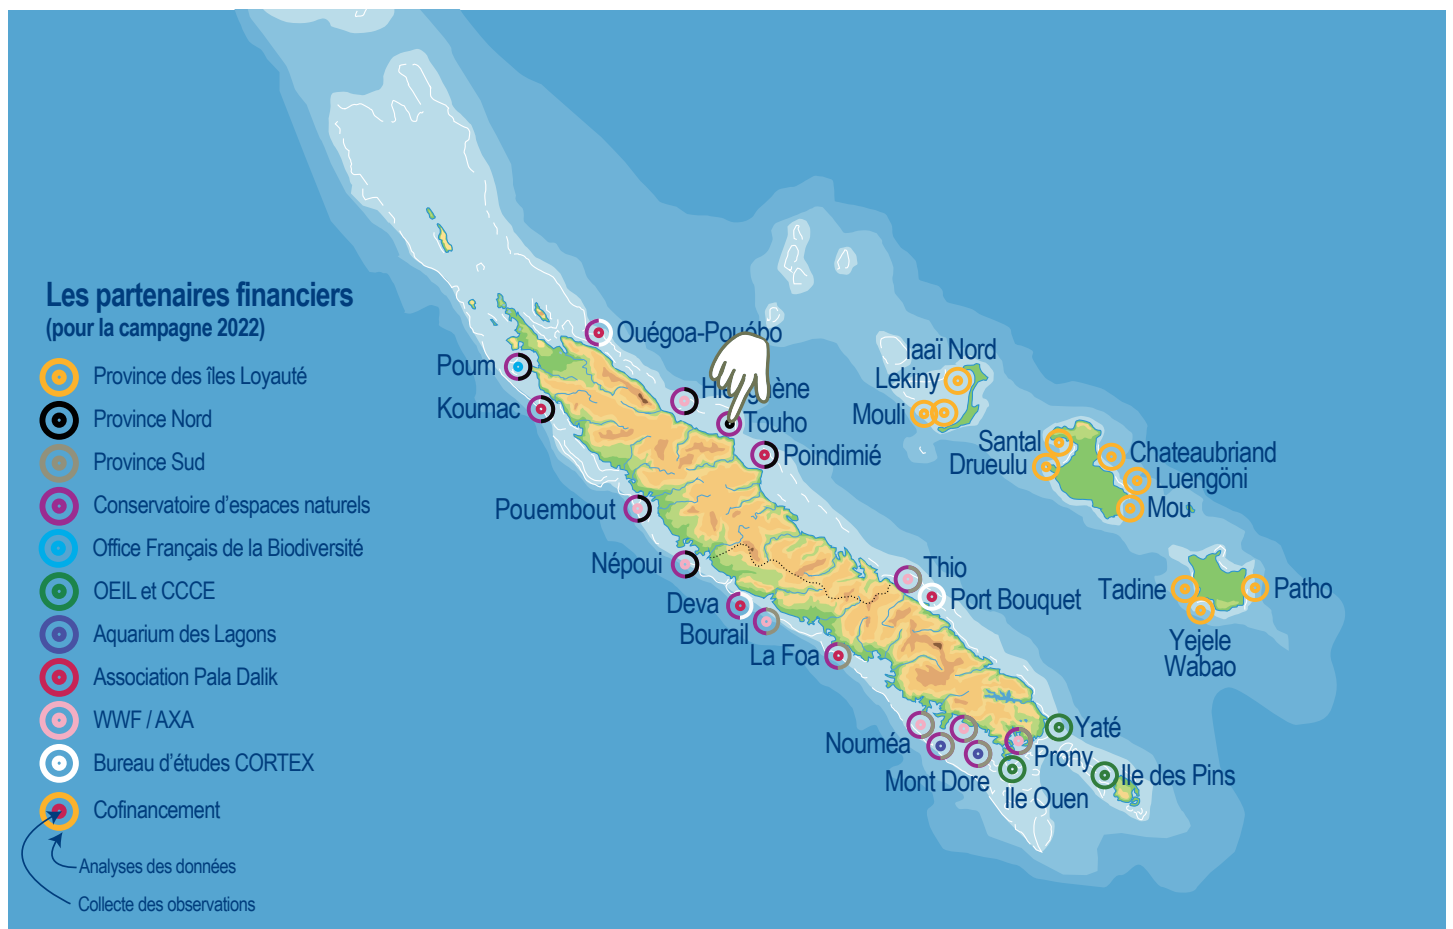 Les partenaires financiers
(pour la campagne 2022)
Province des îles Loyauté
Province Nord
Province Sud
Conservatoire d'espaces naturels
Office Français de la Biodiversité
OEIL et CCCE
Aquarium des Lagons
Association Pala Dalik
WWF / AXA
Bureau d'études CORTEX
Cofinancement
Analyses des données
Collecte des observations
Ouégoa-Pouébo
Poum
Koumac
Touho
Poindimié
Pouembout
Népoui
Deva
Bourail
La Foa
Thio
Port Bouquet
Nouméa
Mont Dore
Prony
Ile Ouen
Yaté
Ile des Pins
Iaaï Nord
Lekiny
Mouli
Santal
Drueulu
Chateaubriand
Luengöni
Mou
Tadine
Patho
Yejele
Wabao